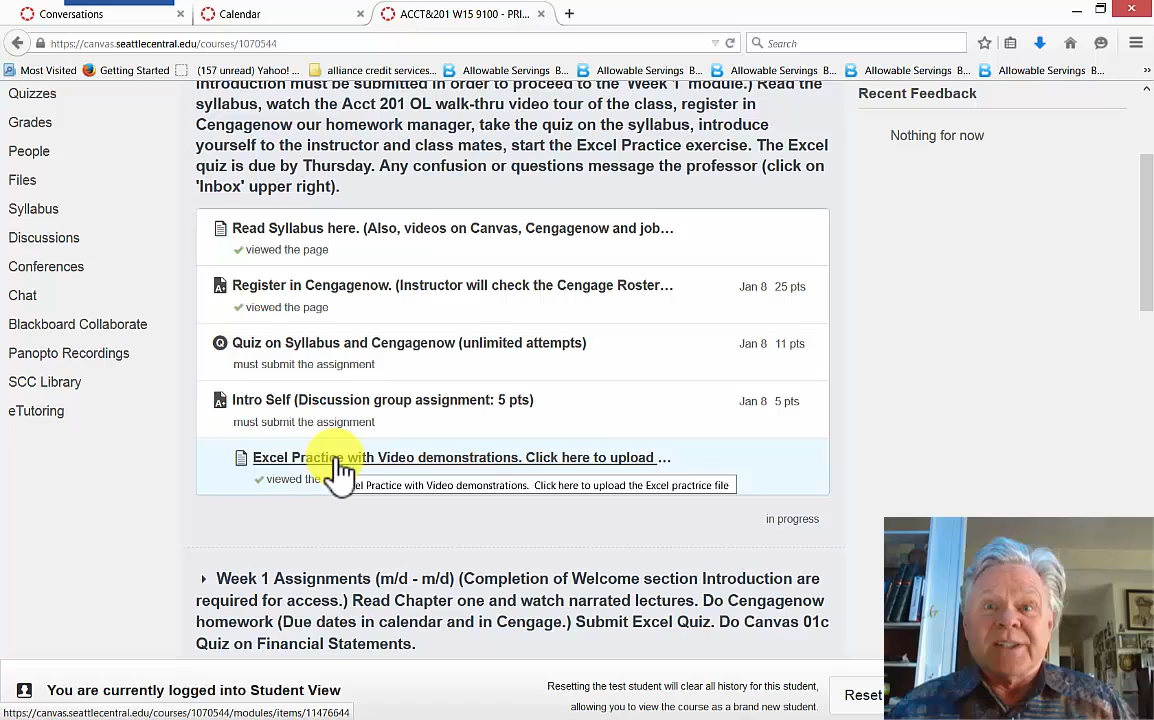 Conversations
Calendar
ACCT&201 W15 9100 - PRI...
https://canvas.seattlecentral.edu/courses/1070544
Search
Most Visited
Getting Started
(157 unread) Yahoo! ...
alliance credit services...
Allowable Servings B...
Allowable Servings B...
Allowable Servings B...
Allowable Servings B...
Allowable Servings B...
Quizzes
Grades
People
Files
Syllabus
Discussions
Conferences
Chat
Blackboard Collaborate
Panopto Recordings
SCC Library
eTutoring
Introduction must be submitted in order to proceed to the 'Week 1' module.) Read the
syllabus, watch the Acct 201 OL walk-thru video tour of the class, register in
Cengagenow our homework manager, take the quiz on the syllabus, introduce
yourself to the instructor and class mates, start the Excel Practice exercise. The Excel
quiz is due by Thursday. Any confusion or questions message the professor (click on
'Inbox' upper right).
Read Syllabus here. (Also, videos on Canvas, Cengagenow and job...
viewed the page
Register in Cengagenow. (Instructor will check the Cengage Roster...
Jan 8 25 pts
viewed the page
Quiz on Syllabus and Cengagenow (unlimited attempts)
Jan 8 11 pts
must submit the assignment
Intro Self (Discussion group assignment: 5 pts)
Jan 8 5 pts
must submit the assignment
Excel Practice with Video demonstrations. Click here to upload ...
viewed the
Practice with Video demonstrations. Click here to upload the Excel practrice file
in progress
Week 1 Assignments (m/d - m/d) (Completion of Welcome section Introduction are
required for access.) Read Chapter one and watch narrated lectures. Do Cengagenow
homework (Due dates in calendar and in Cengage.) Submit Excel Quiz. Do Canvas 01c
Quiz on Financial Statements.
Recent Feedback
Nothing for now
You are currently logged into Student View
Resetting the test student will clear all history for this student,
allowing you to view the course as a brand new student.
Reset
https://canvas.seattlecentral.edu/courses/1070544/modules/items/11476644